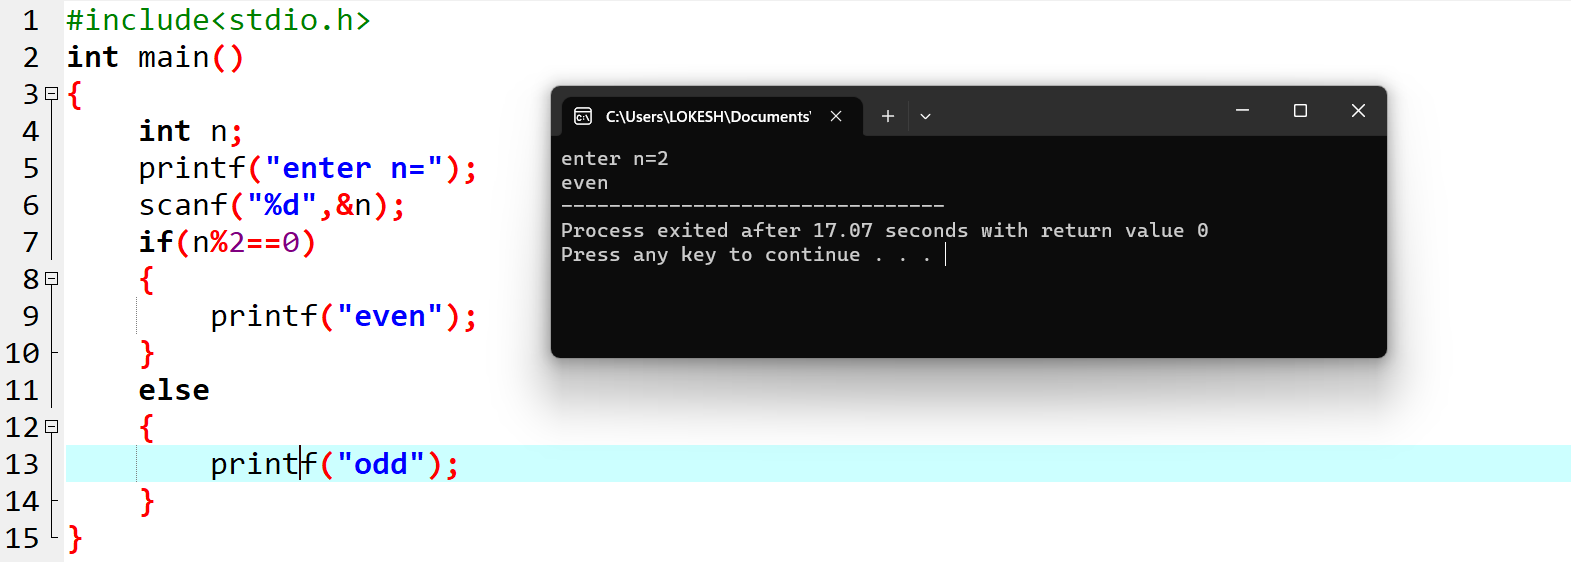 1 #include<stdio.h>
2 int main()
3 {
4 int n;
5 printf("enter n=");
6 scanf("%d",&n);
7 if(n%2==0)
8 {
9 printf("even");
10 }
11 else
12 {
13 printf("odd");
14 }
15 }
C:\Users\LOKESH\Documents\
enter n=2
even
--------------------------------
Process exited after 17.07 seconds with return value 0
Press any key to continue . . .